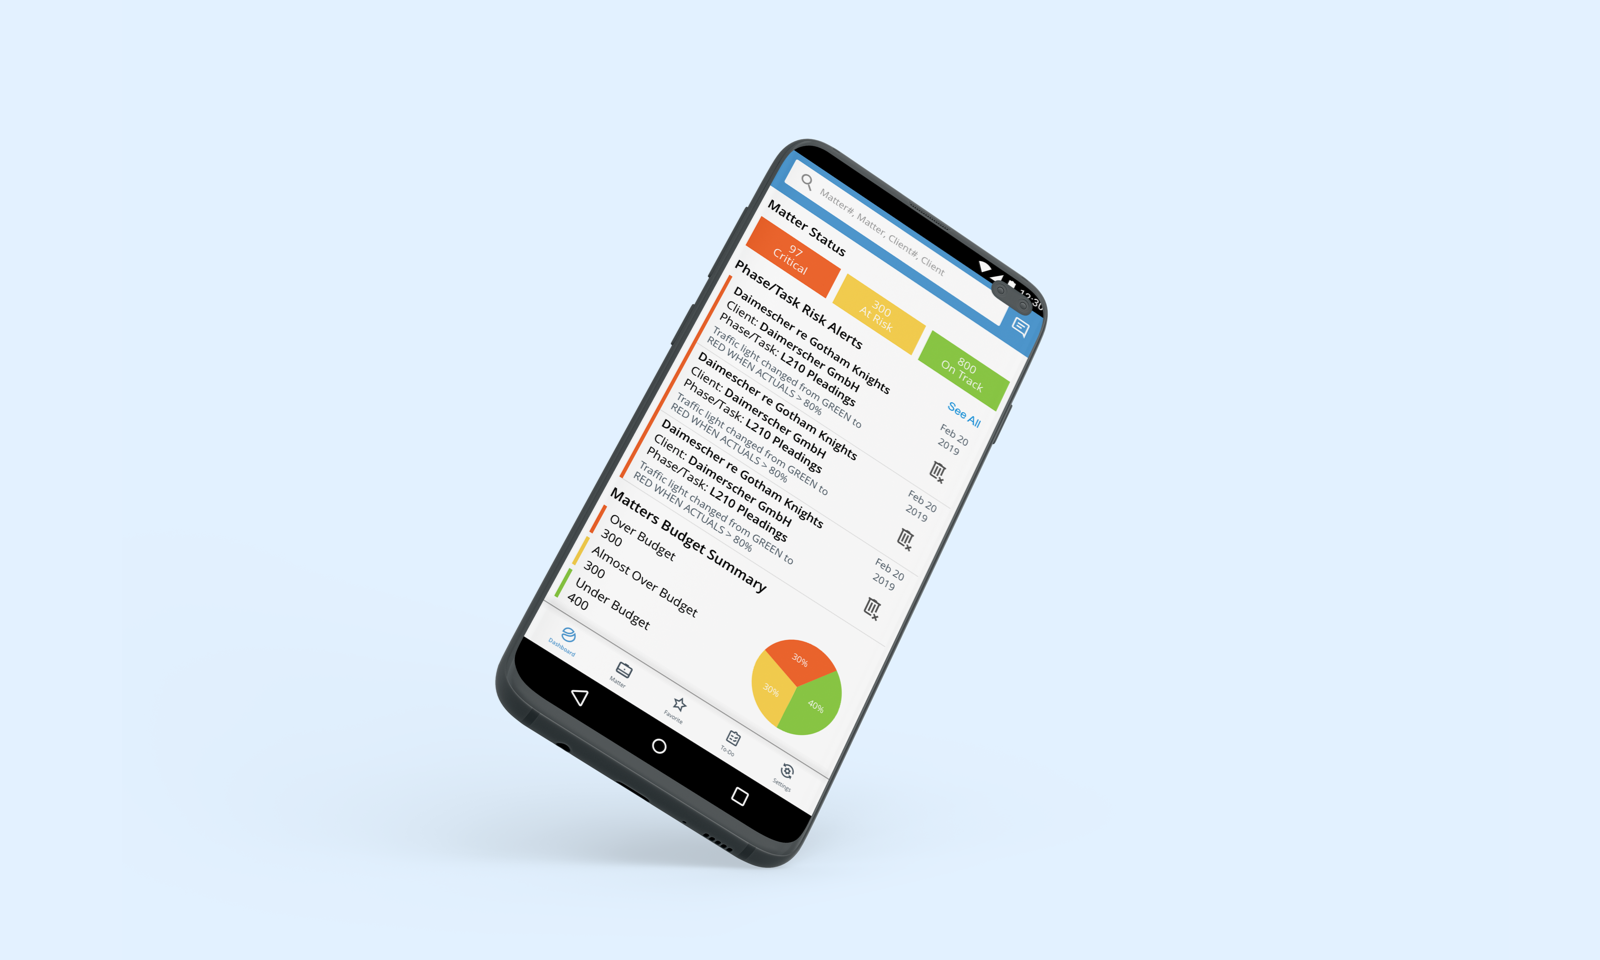 12:30
Matter#, Matter, Client#, Client
Matter Status
97
Critical
300
At Risk
800
On Track
Phase/Task Risk Alerts
See All
Daimescher re Gotham Knights
Client: Daimerscher GmbH
Phase/Task: L210 Pleadings
Traffic light changed from GREEN to
RED WHEN ACTUALS > 80%
Feb 20
2019
Daimescher re Gotham Knights
Client: Daimerscher GmbH
Phase/Task: L210 Pleadings
Traffic light changed from GREEN to
RED WHEN ACTUALS > 80%
Feb 20
2019
Daimescher re Gotham Knights
Client: Daimerscher GmbH
Phase/Task: L210 Pleadings
Traffic light changed from GREEN to
RED WHEN ACTUALS > 80%
Feb 20
2019
Matters Budget Summary
Over Budget
300
Almost Over Budget
300
Under Budget
400
30%
30%
40%
Dashboard
Matter
Favorite
To-Do
Settings